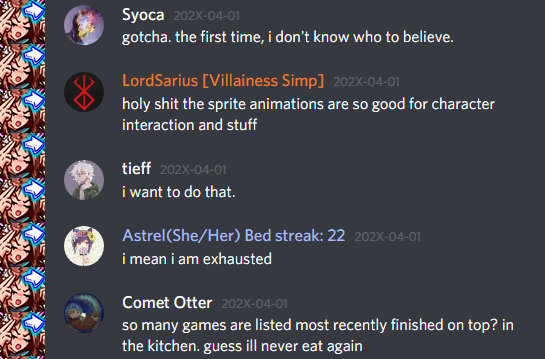 Syoca 202X-04-01
gotcha. the first time, i don't know who to believe.
LordSarius [Villainess Simp] 202X-04-01
holy shit the sprite animations are so good for character
interaction and stuff
tieff 202X-04-01
i want to do that.
Astrel(She/Her) Bed streak: 22 202X-04-01
i mean i am exhausted
Comet Otter 202X-04-01
so many games are listed most recently finished on top? in
the kitchen. guess ill never eat again